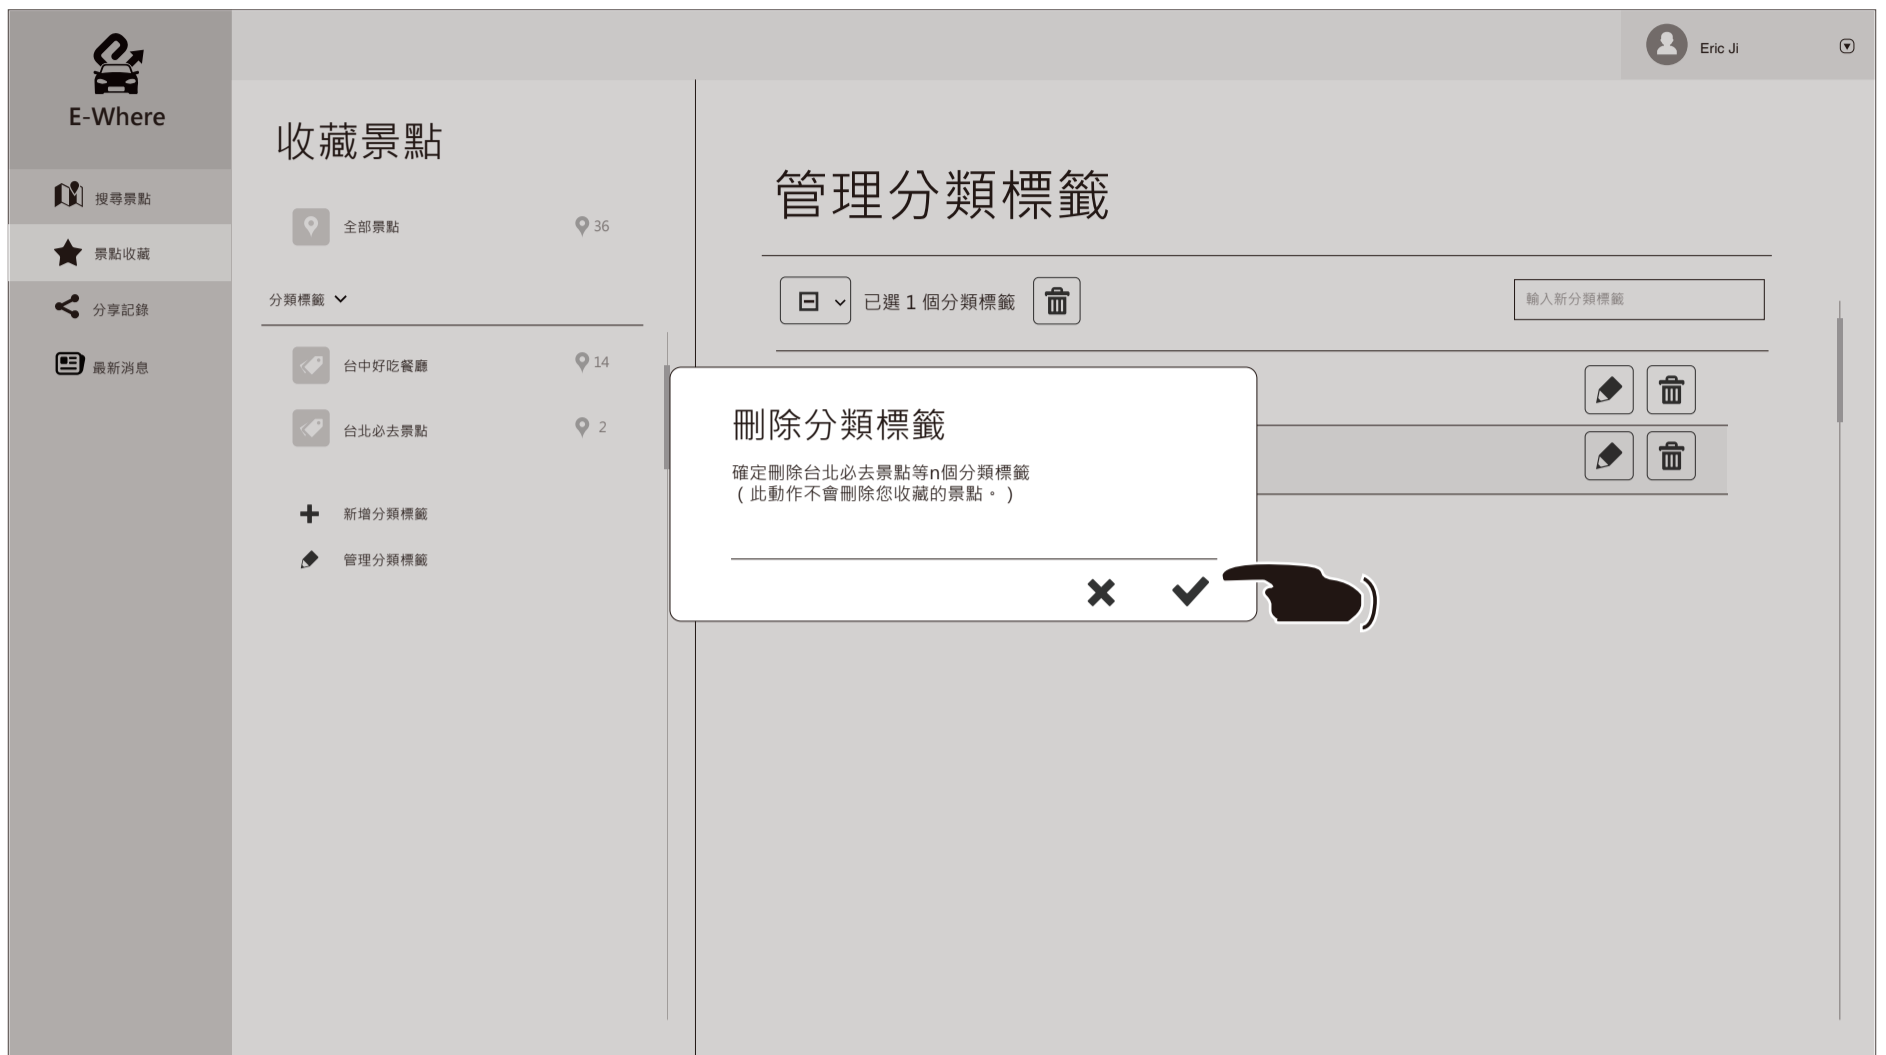 E-Where
Eric Ji
搜尋景點
景點收藏
分享記錄
最新消息
收藏景點
全部景點 36
分類標籤
台中好吃餐廳 14
台北必去景點 2
新增分類標籤
管理分類標籤
管理分類標籤
已選 1 個分類標籤
輸入新分類標籤
刪除分類標籤
確定刪除台北必去景點等n個分類標籤
（此動作不會刪除您收藏的景點。）